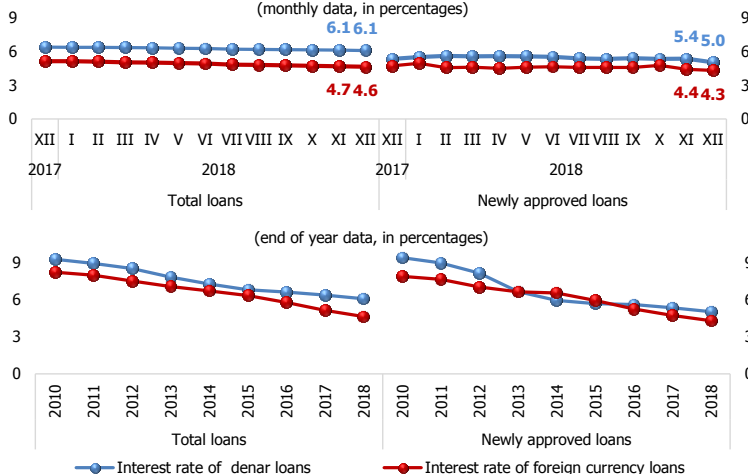 (monthly data, in percentages)
9 9
6.1 6.1 5.4 5.0
6 6
3 3
4.7 4.6 4.4 4.3
0 0
XII I II III IV V VI VII VIII IX X XI XII XII I II III IV V VI VII VIII IX X XI XII
2017 2018 2017 2018
Total loans Newly approved loans
(end of year data, in percentages)
9 9
6 6
3 3
0 0
2010 2011 2012 2013 2014 2015 2016 2017 2018 2010 2011 2012 2013 2014 2015 2016 2017 2018
Total loans Newly approved loans
Interest rate of denar loans Interest rate of foreign currency loans